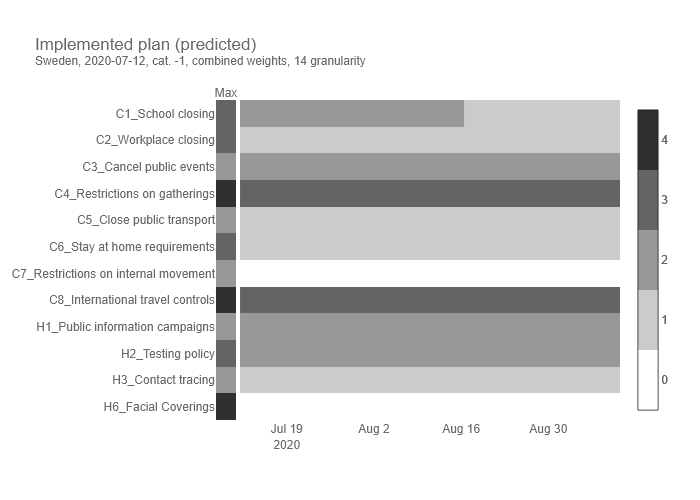 Implemented plan (predicted)
Sweden, 2020-07-12, cat. -1, combined weights, 14 granularity
Max
C1_School closing
C2_Workplace closing
C3_Cancel public events
C4_Restrictions on gatherings
C5_Close public transport
C6_Stay at home requirements
C7_Restrictions on internal movement
C8_International travel controls
H1_Public information campaigns
H2_Testing policy
H3_Contact tracing
H6_Facial Coverings
4
3
2
1
0
Jul 19 Aug 2 Aug 16 Aug 30
2020